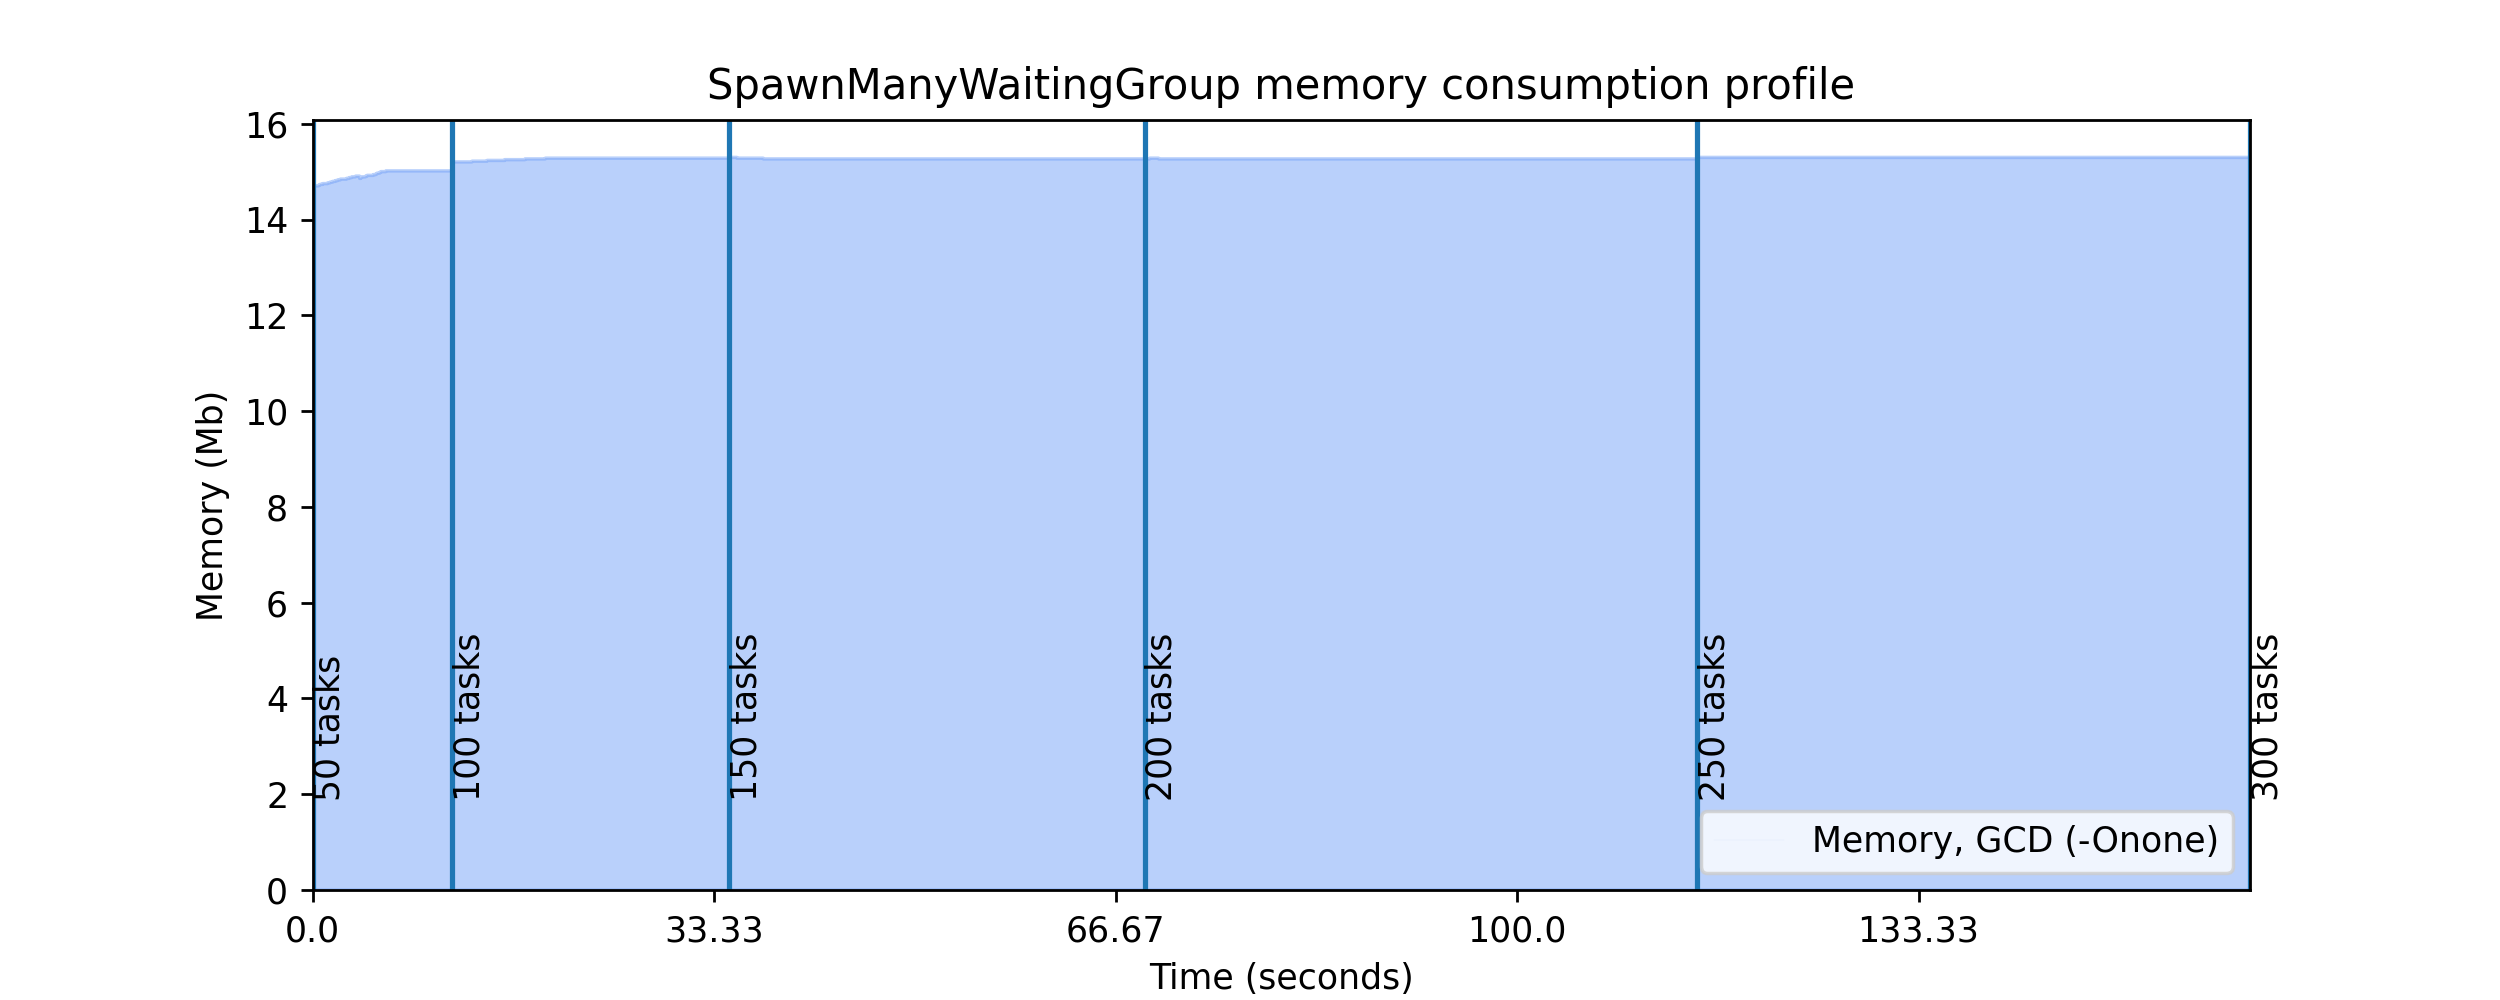 SpawnManyWaitingGroup memory consumption profile
Memory (Mb)
16
14
12
10
8
6
4
2
0
50 tasks
100 tasks
150 tasks
200 tasks
250 tasks
300 tasks
Memory, GCD (-Onone)
0.0
33.33
66.67
100.0
133.33
Time (seconds)